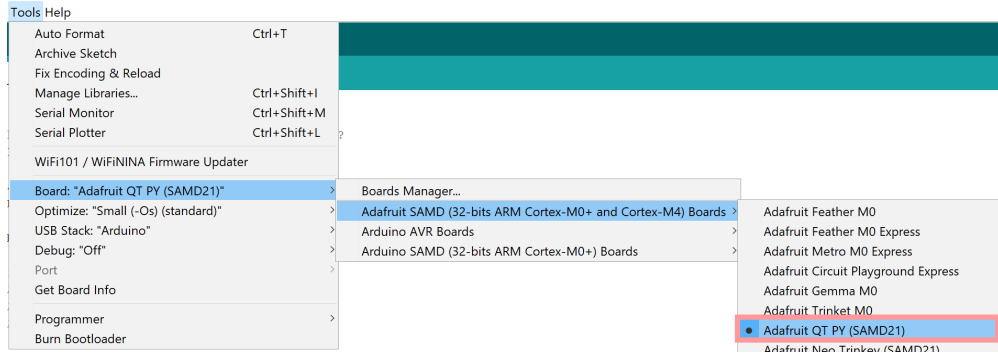 Tools Help
Auto Format Ctrl+T
Archive Sketch
Fix Encoding & Reload
Manage Libraries... Ctrl+Shift+I
Serial Monitor Ctrl+Shift+M
Serial Plotter Ctrl+Shift+L
?
WiFi101 / WiFiNINA Firmware Updater
Board: "Adafruit QT PY (SAMD21)"
Optimize: "Small (-Os) (standard)"
USB Stack: "Arduino"
Debug: "Off"
Port
Get Board Info
Programmer
Burn Bootloader
Boards Manager...
Adafruit SAMD (32-bits ARM Cortex-M0+ and Cortex-M4) Boards
Arduino AVR Boards
Arduino SAMD (32-bits ARM Cortex-M0+) Boards
Adafruit Feather M0
Adafruit Feather M0 Express
Adafruit Metro M0 Express
Adafruit Circuit Playground Express
Adafruit Gemma M0
Adafruit Trinket M0
Adafruit QT PY (SAMD21)
Adafruit Neo Trinkey (SAMD21)